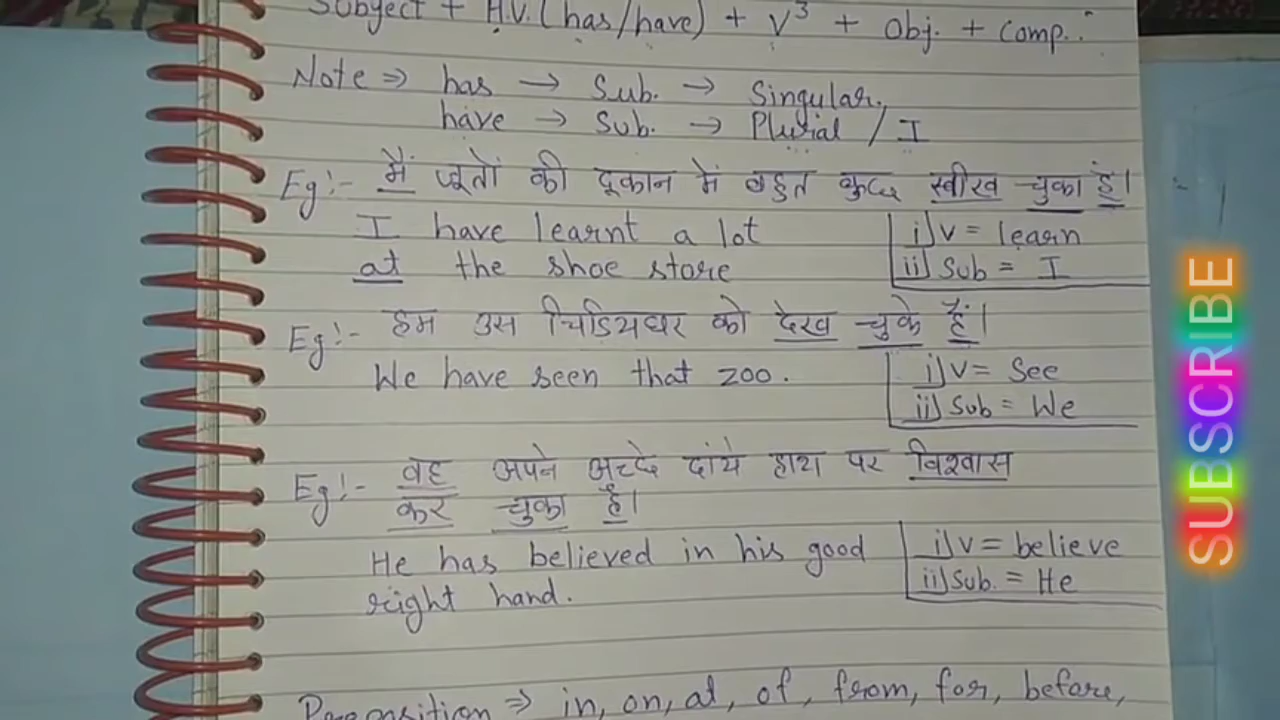 Subject + H.V. (has/have) + V³ + Obj. + Comp.
Note ⇒ has → Sub. → Singular,
have → Sub. → Plurial / I
Eg:- मैं जूतों की दूकान में बहुत कुछ सीख चुका हूं।
I have learnt a lot
at the shoe store
i) V = learn
ii) Sub = I
Eg:- हम उस चिडियघर को देख चुके हैं।
We have seen that zoo.
i) V = See
ii) Sub = We
Eg:- वह अपने अच्छे दांये हाथ पर विश्वास
कर चुका है।
He has believed in his good
right hand.
i) V = believe
ii) Sub. = He
Preposition ⇒ in, on, at, of, from, for, before,
SUBSCRIBE